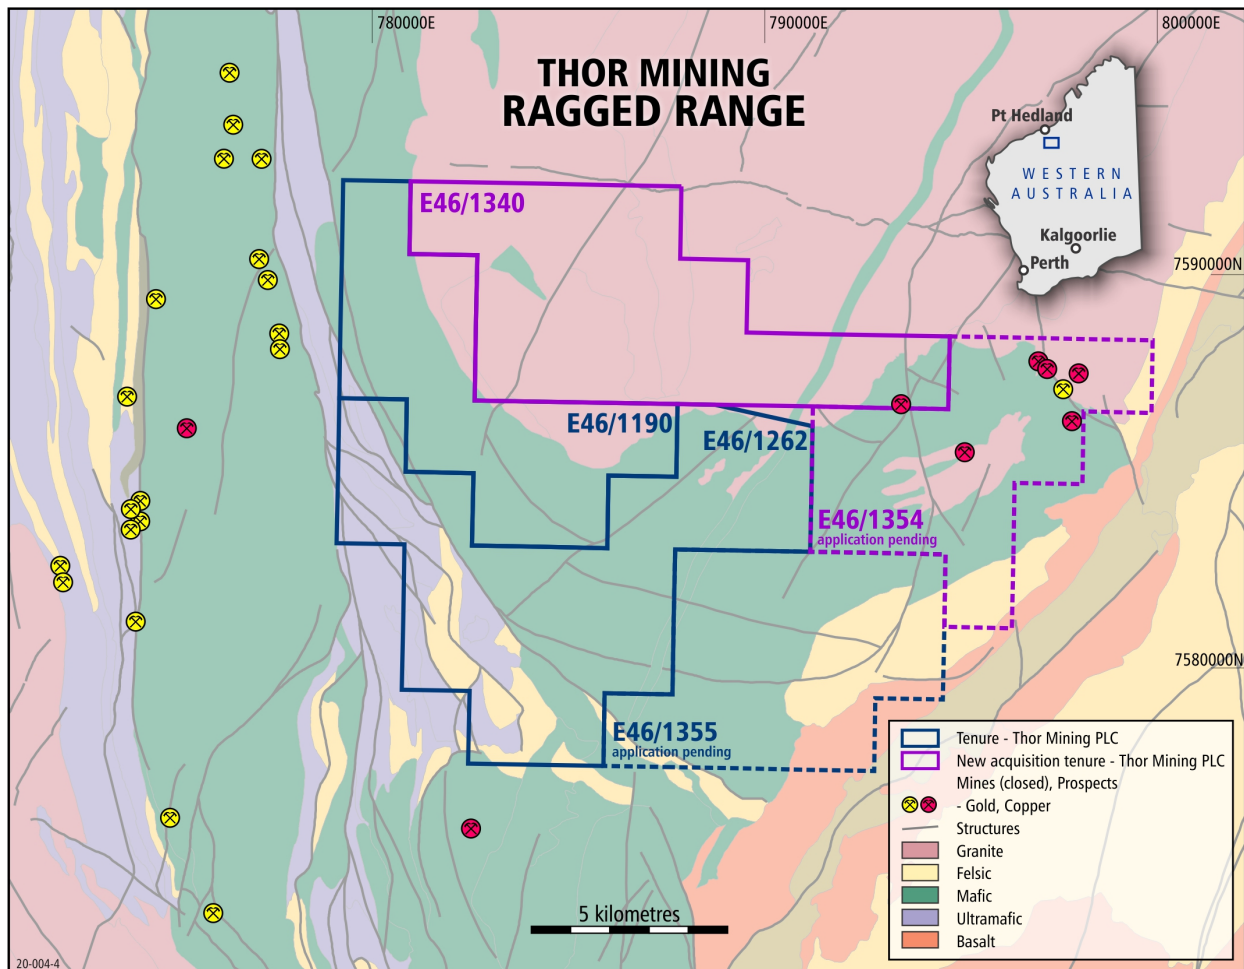 780000E
790000E
800000E
THOR MINING
RAGGED RANGE
Pt Hedland
WESTERN
AUSTRALIA
Kalgoorlie
Perth
E46/1340
7590000N
E46/1190
E46/1262
E46/1354
application pending
7580000N
E46/1355
application pending
Tenure - Thor Mining PLC
New acquisition tenure - Thor Mining PLC
Mines (closed), Prospects
- Gold, Copper
Structures
Granite
Felsic
Mafic
Ultramafic
Basalt
5 kilometres
20-004-4